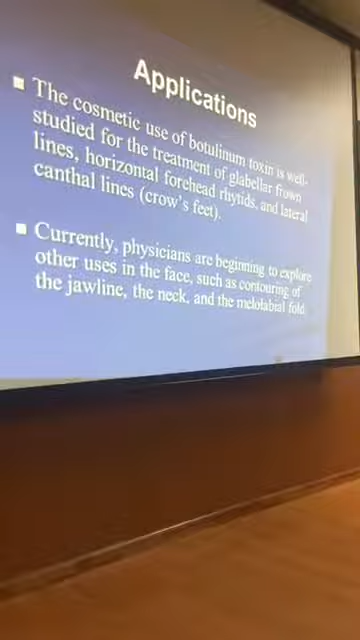 Applications
The cosmetic use of botulinum toxin is well-
studied for the treatment of glabellar frown
lines, horizontal forehead rhytids, and lateral
canthal lines (crow's feet).
Currently, physicians are beginning to explore
other uses in the face, such as contouring of
the jawline, the neck, and the melolabial fold